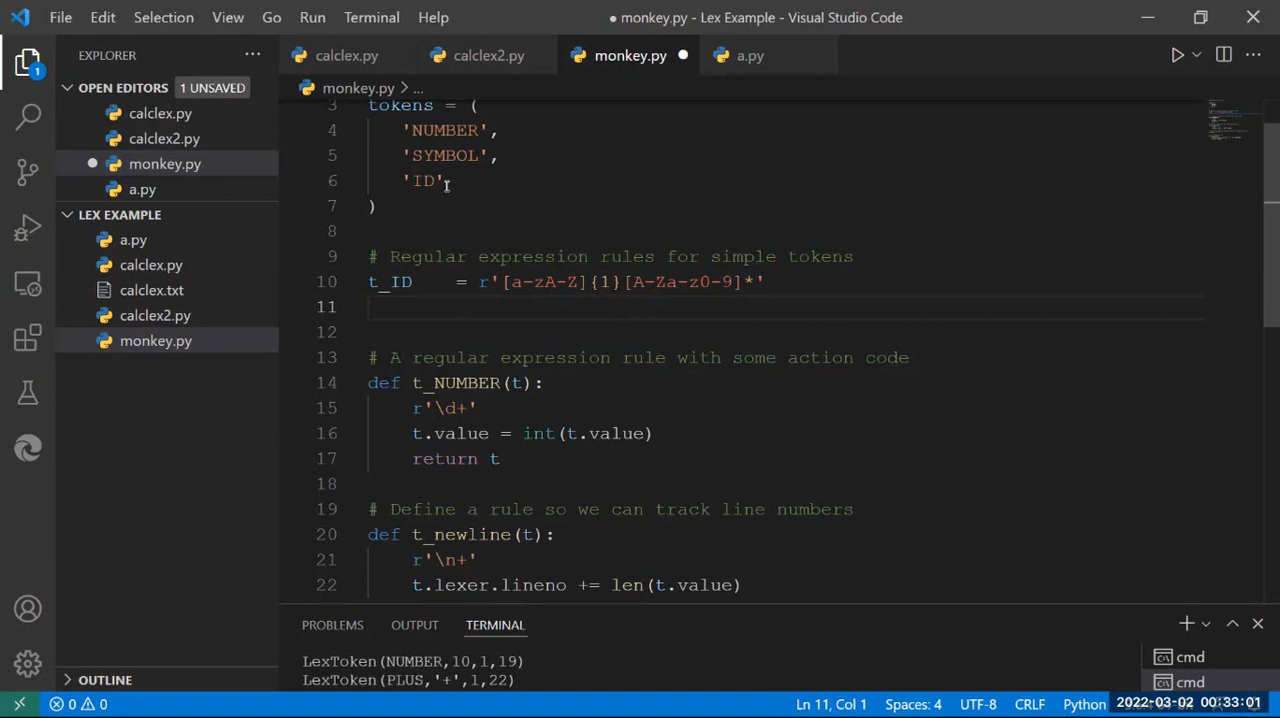 File Edit Selection View Go Run Terminal Help
● monkey.py - Lex Example - Visual Studio Code
EXPLORER
calclex.py calclex2.py monkey.py a.py
OPEN EDITORS 1 UNSAVED
monkey.py > ...
calclex.py
calclex2.py
monkey.py
a.py
LEX EXAMPLE
a.py
calclex.py
calclex.txt
calclex2.py
monkey.py
OUTLINE
1
3 tokens = (
4 'NUMBER',
5 'SYMBOL',
6 'ID'
7 )
8
9 # Regular expression rules for simple tokens
10 t_ID = r'[a-zA-Z]{1}[A-Za-z0-9]*'
11
12
13 # A regular expression rule with some action code
14 def t_NUMBER(t):
15 r'\d+'
16 t.value = int(t.value)
17 return t
18
19 # Define a rule so we can track line numbers
20 def t_newline(t):
21 r'\n+'
22 t.lexer.lineno += len(t.value)
PROBLEMS OUTPUT TERMINAL
LexToken(NUMBER,10,1,19)
LexToken(PLUS,'+',1,22)
cmd
cmd
0 0 Ln 11, Col 1 Spaces: 4 UTF-8 CRLF Python 2022-03-02 00:33:01